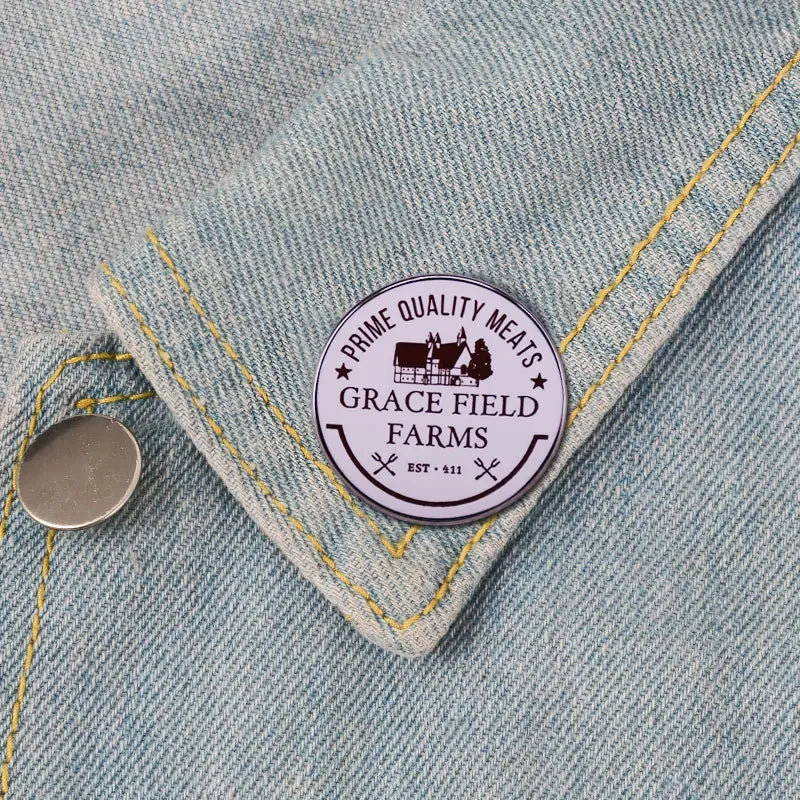 PRIME QUALITY MEATS
GRACE FIELD
FARMS
EST • 411